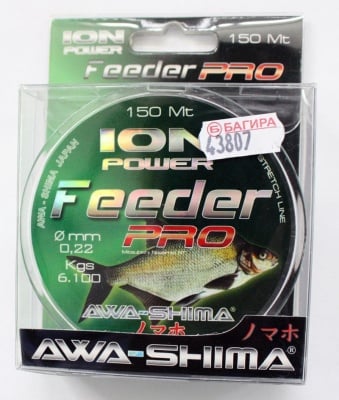 ION
POWER
150 Mt
Feeder PRO
150 Mt
БАГИРА
43807
ION
POWER
AWA-SHIMA JAPAN
STRETCH LINE
Feeder
PRO
Ø mm
0,22
Kgs
6.100
AWA-SHIMA®
ノマホ
ノマホ
AWA-SHIMA®